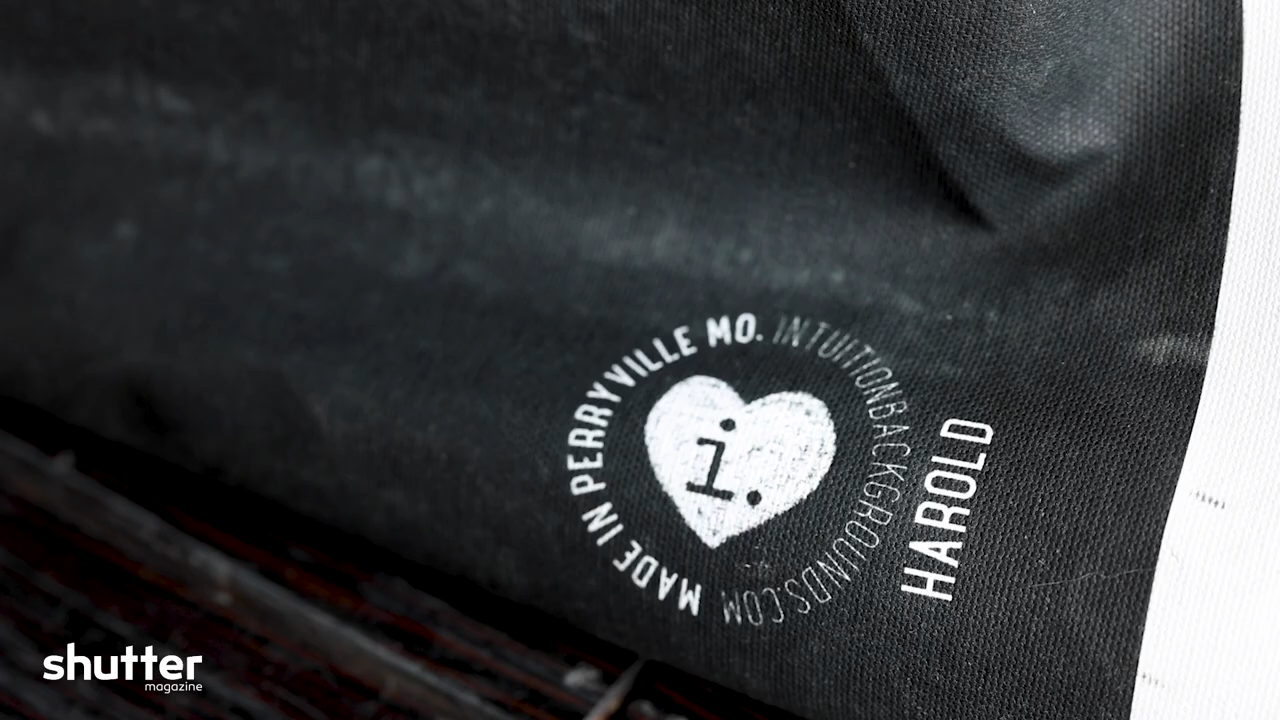 MADE IN PERRYVILLE MO. INTUITIONBACKGROUNDS.COM
i.
HAROLD
shutter
magazine